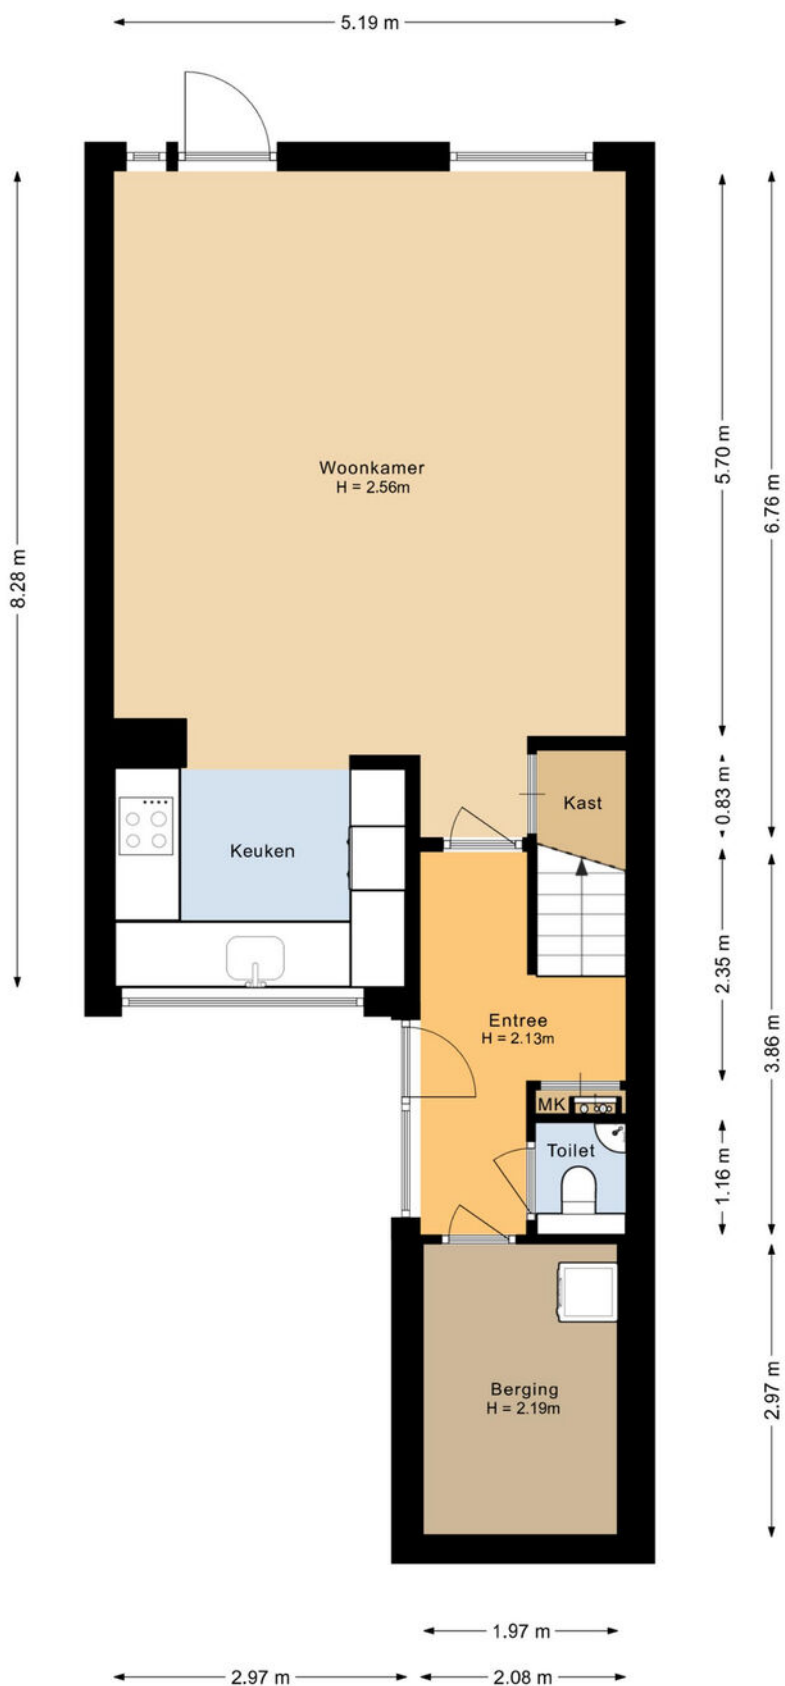 5.19 m
8.28 m
5.70 m
6.76 m
Woonkamer
H = 2.56m
0.83 m
Kast
Keuken
2.35 m
3.86 m
Entree
H = 2.13m
MK
Toilet
1.16 m
Berging
H = 2.19m
2.97 m
1.97 m
2.97 m
2.08 m